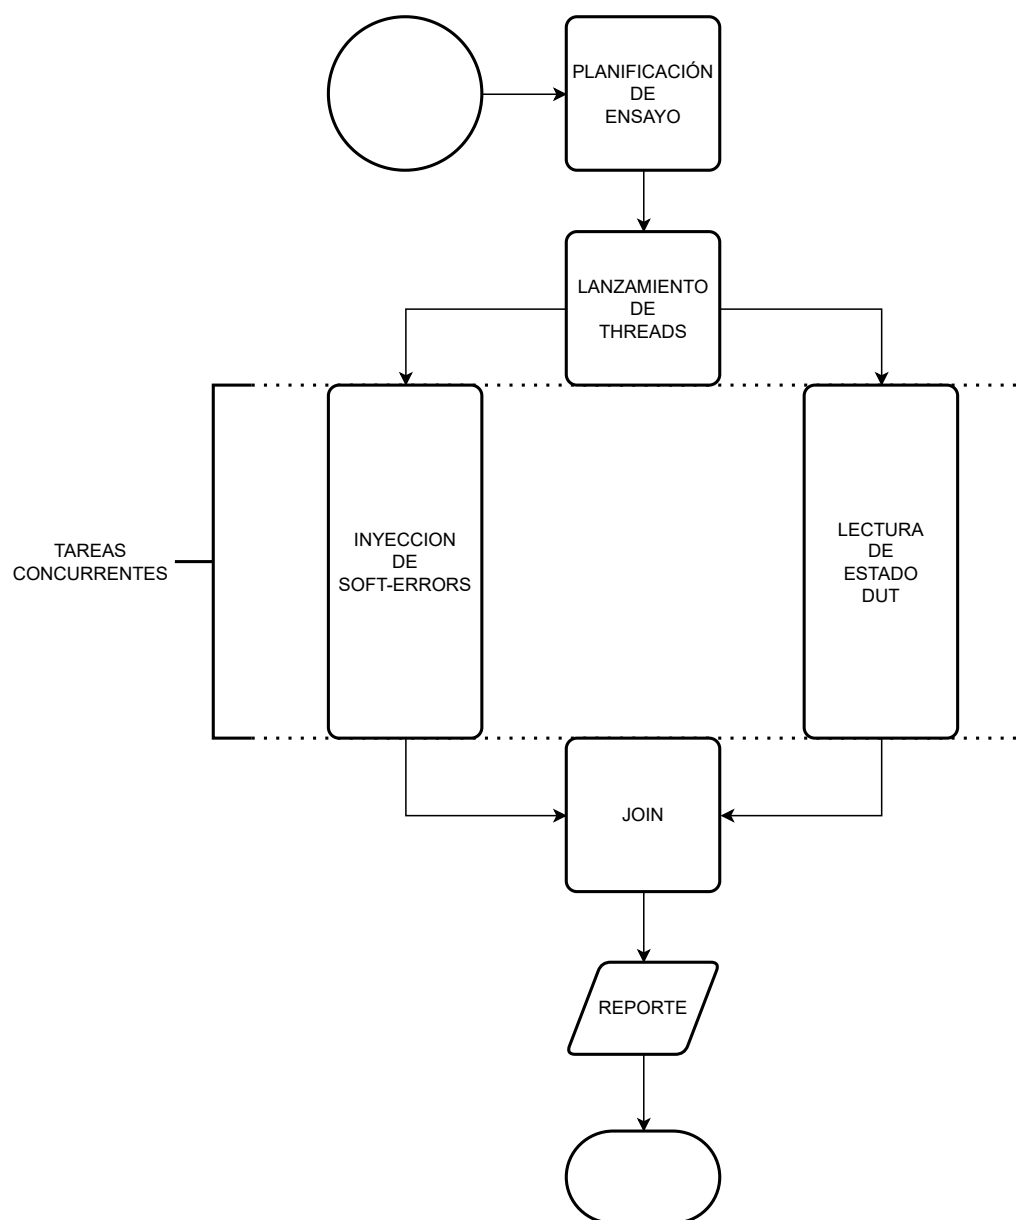 PLANIFICACIÓN
DE
ENSAYO
LANZAMIENTO
DE
THREADS
TAREAS
CONCURRENTES
INYECCION
DE
SOFT-ERRORS
LECTURA
DE
ESTADO
DUT
JOIN
REPORTE